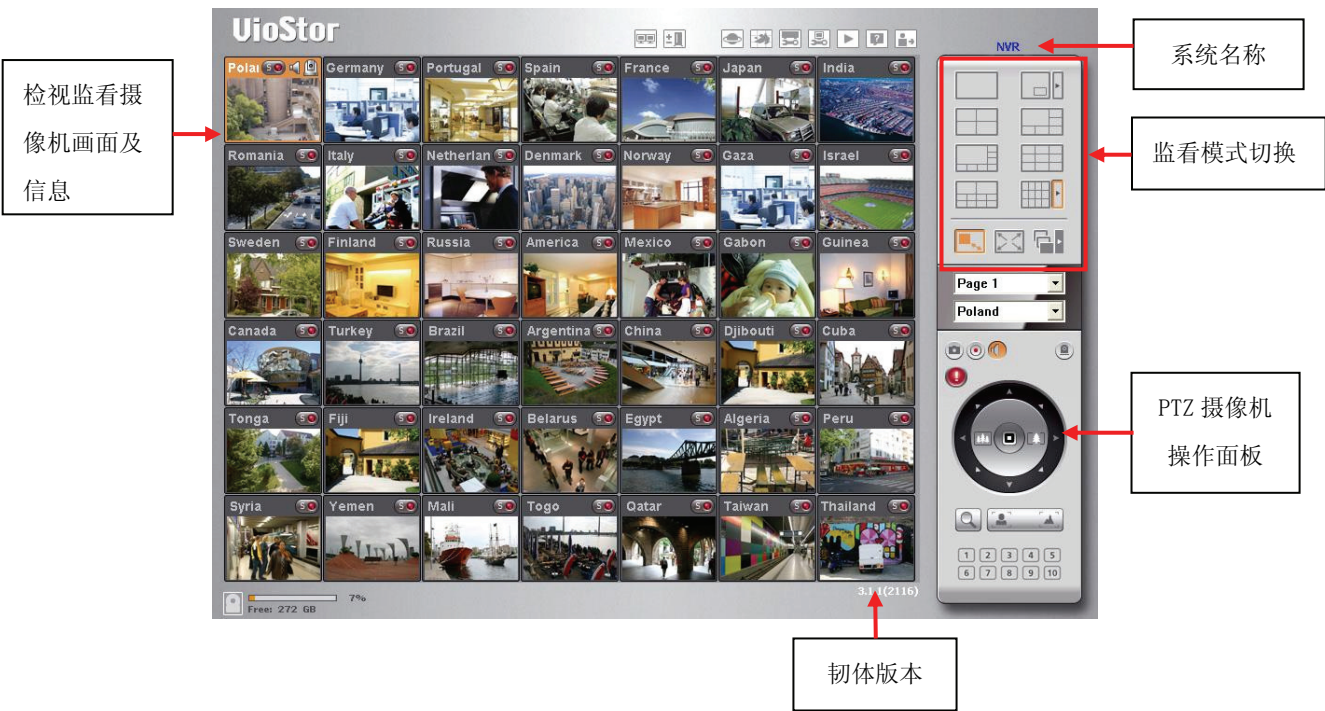 VioStor
系统名称
NVR
检视监看摄
像机画面及
信息
监看模式切换
Polar
Germany
Portugal
Spain
France
Japan
India
Romania
Italy
Netherlan
Denmark
Norway
Gaza
Israel
Sweden
Finland
Russia
America
Mexico
Gabon
Guinea
Page 1
Poland
Canada
Turkey
Brazil
Argentina
China
Djibouti
Cuba
PTZ 摄像机
操作面板
Tonga
Fiji
Ireland
Belarus
Egypt
Algeria
Peru
Syria
Yemen
Mali
Togo
Qatar
Taiwan
Thailand
1 2 3 4 5
6 7 8 9 10
7%
Free: 272 GB
3.1.1(2116)
韧体版本